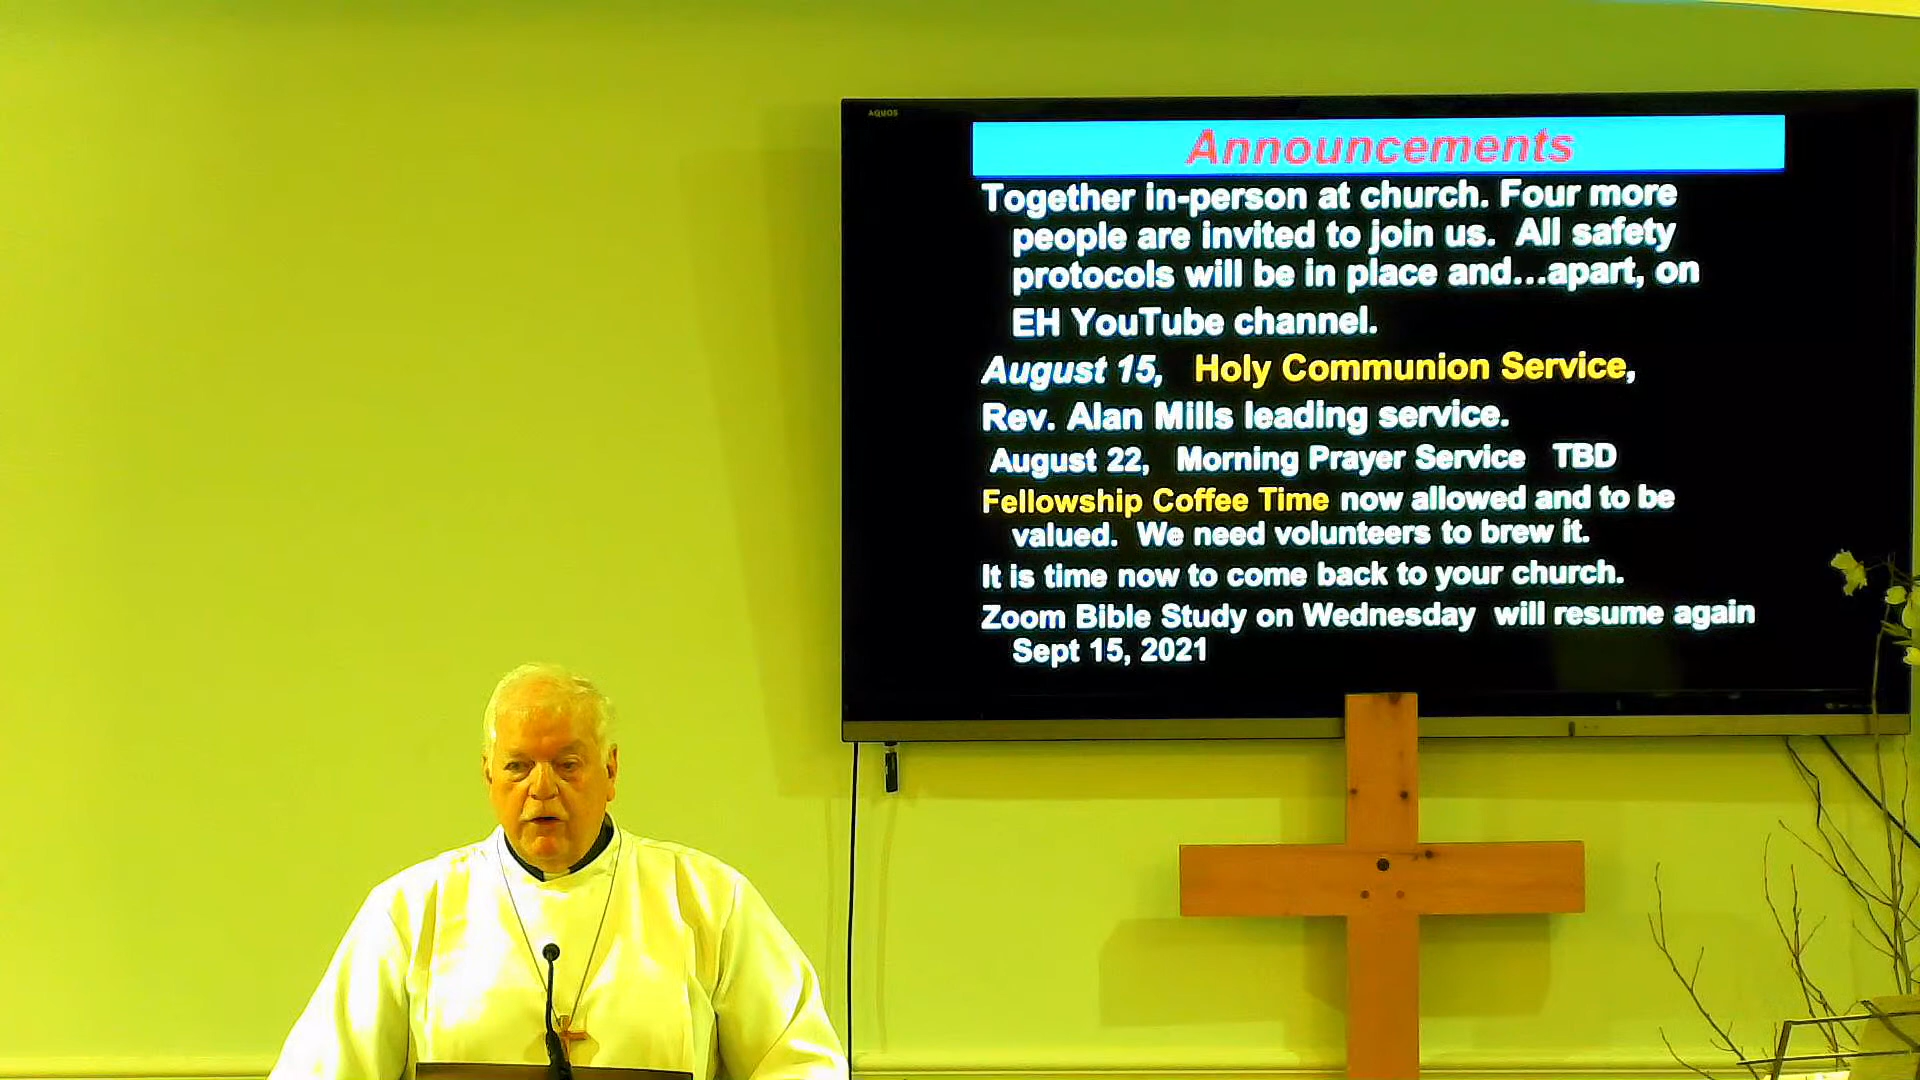 AQUOS
Announcements
Together in-person at church. Four more
people are invited to join us. All safety
protocols will be in place and...apart, on
EH YouTube channel.
August 15, Holy Communion Service,
Rev. Alan Mills leading service.
August 22, Morning Prayer Service TBD
Fellowship Coffee Time now allowed and to be
valued. We need volunteers to brew it.
It is time now to come back to your church.
Zoom Bible Study on Wednesday will resume again
Sept 15, 2021